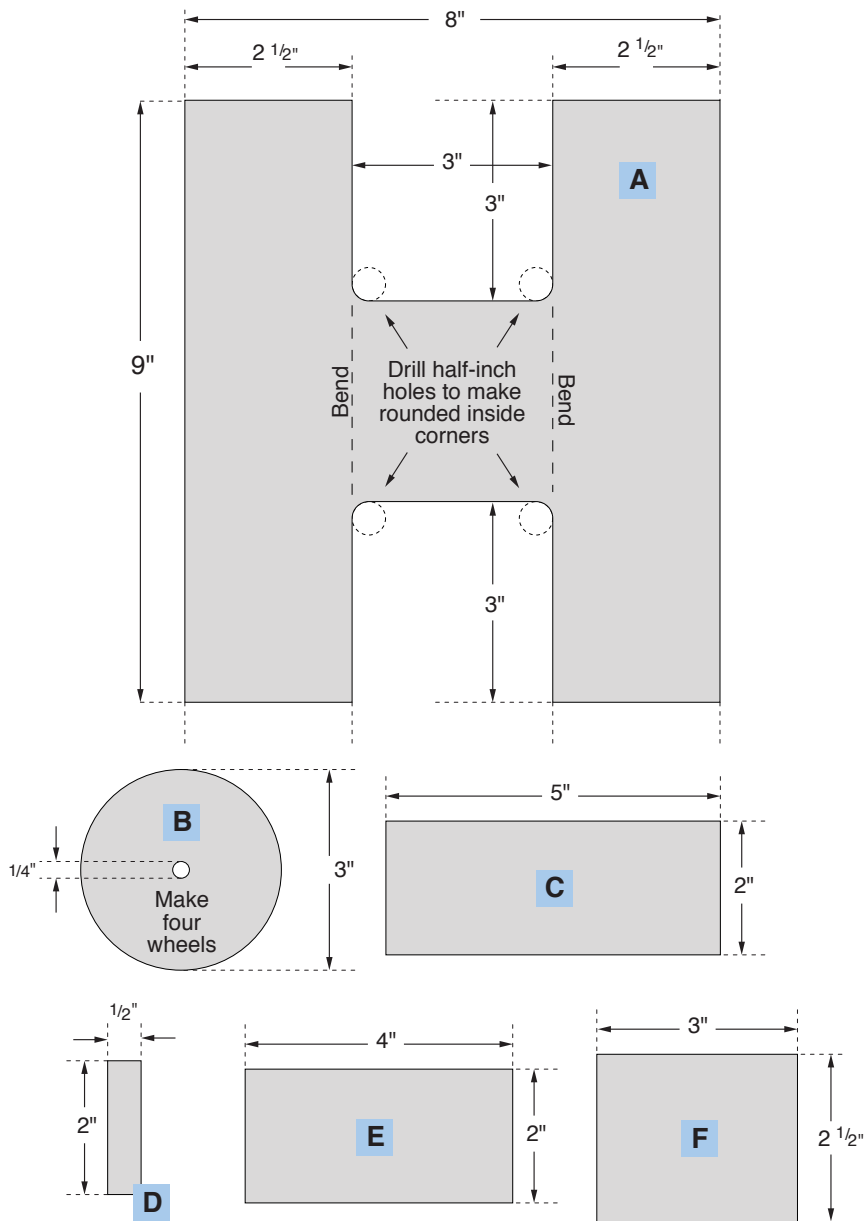 8"
2 1/2"
2 1/2"
3"
A
3"
9"
Bend
Drill half-inch
holes to make
rounded inside
corners
Bend
3"
5"
B
3"
1/4"
Make
four
wheels
C
2"
1/2"
4"
3"
2"
E
2"
F
2 1/2"
D